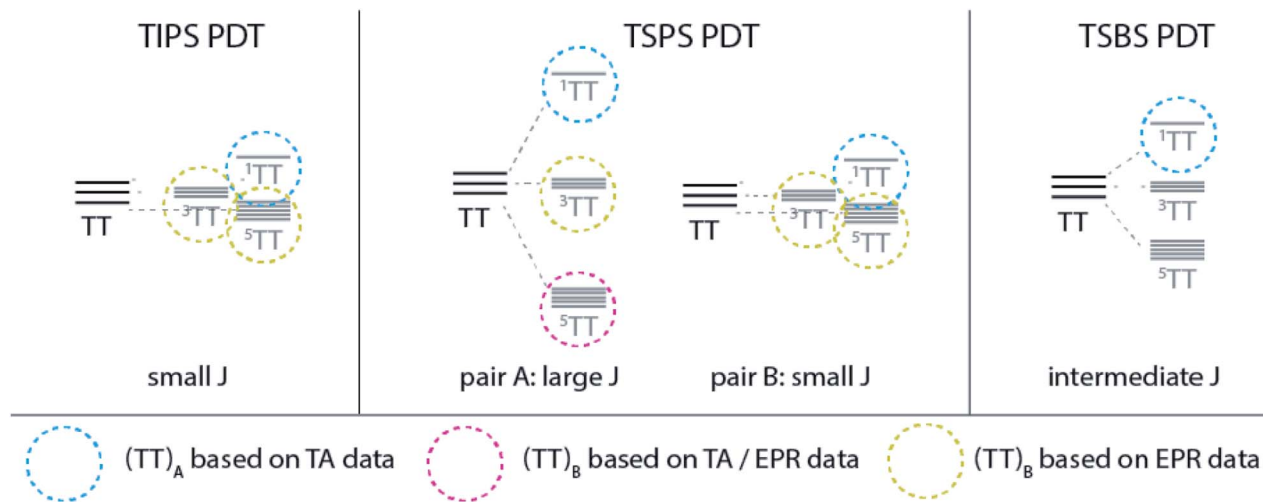 TIPS PDT
TSPS PDT
TSBS PDT
TT
³TT
¹TT
⁵TT
small J
TT
¹TT
³TT
⁵TT
pair A: large J
TT
³TT
¹TT
⁵TT
pair B: small J
TT
¹TT
³TT
⁵TT
intermediate J
(TT)A based on TA data
(TT)B based on TA / EPR data
(TT)B based on EPR data